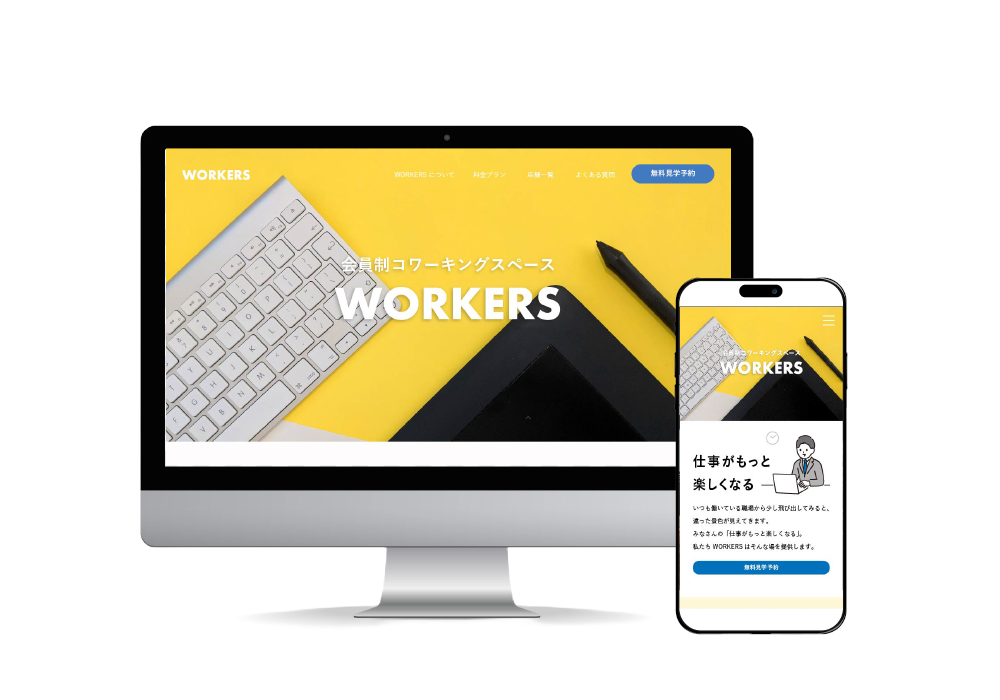 WORKERS
WORKERS について
料金プラン
店舗一覧
よくある質問
無料見学予約
会員制コワーキングスペース
WORKERS
会員制コワーキングスペース
WORKERS
仕事がもっと
楽しくなる
いつも働いている職場から少し飛び出してみると、
違った景色が見えてきます。
みなさんの「仕事がもっと楽しくなる」。
私たち WORKERS はそんな場を提供します。
無料見学予約